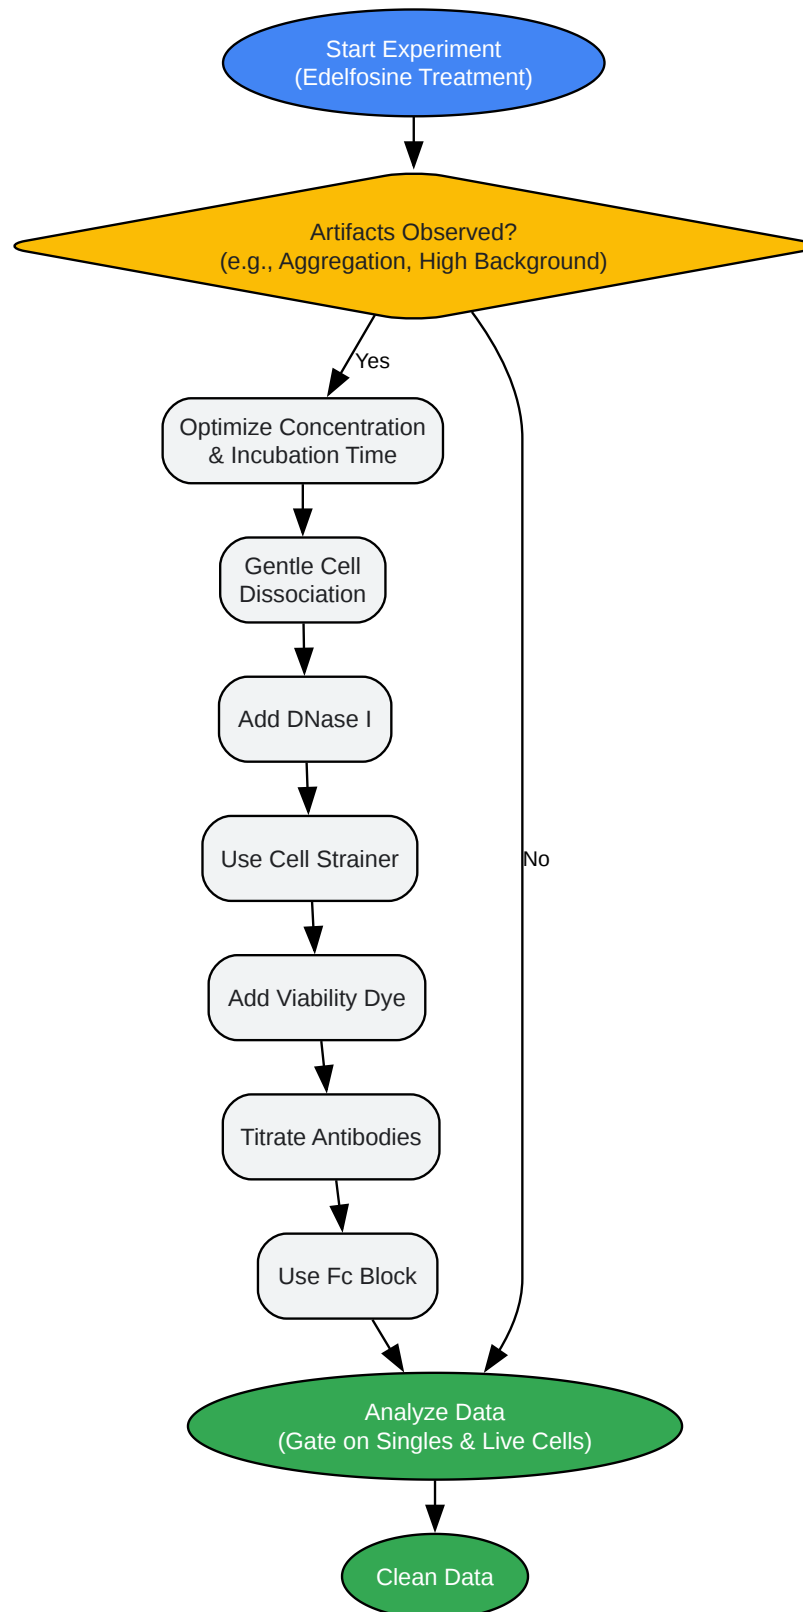 Start Experiment
(Edelfosine Treatment)
Artifacts Observed?
(e.g., Aggregation, High Background)
Yes
Optimize Concentration
& Incubation Time
Gentle Cell
Dissociation
Add DNase I
Use Cell Strainer
No
Add Viability Dye
Titrate Antibodies
Use Fc Block
Analyze Data
(Gate on Singles & Live Cells)
Clean Data